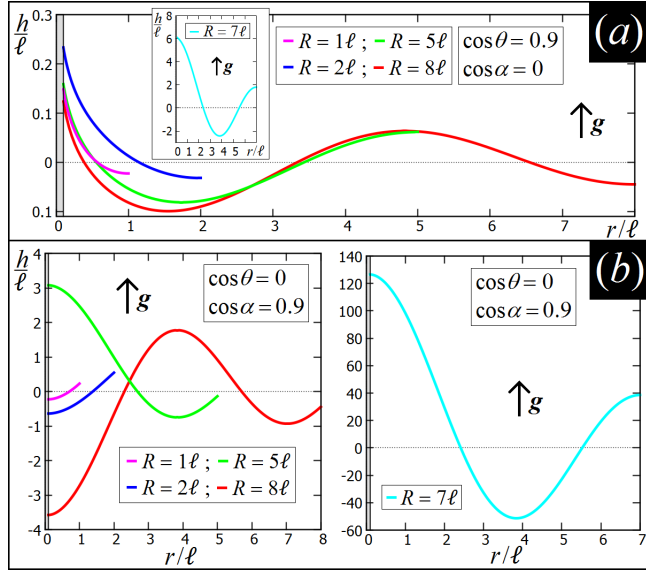 h/ℓ
0.3
0.2
0.1
0
0.1
0
1
2
3
4
5
6
7
r/ℓ
h/ℓ
8
6
4
2
0
-2
0
1
2
3
4
5
r/ℓ
R = 7ℓ
g
R = 1ℓ ; R = 5ℓ
R = 2ℓ ; R = 8ℓ
cosθ = 0.9
cosα = 0
g
(a)
h/ℓ
4
3
2
1
0
-1
-2
-3
-4
0
1
2
3
4
5
6
7
8
r/ℓ
g
cosθ = 0
cosα = 0.9
R = 1ℓ ; R = 5ℓ
R = 2ℓ ; R = 8ℓ
140
120
100
80
60
40
20
0
-20
-40
-60
0
1
2
3
4
5
6
7
r/ℓ
cosθ = 0
cosα = 0.9
g
R = 7ℓ
(b)